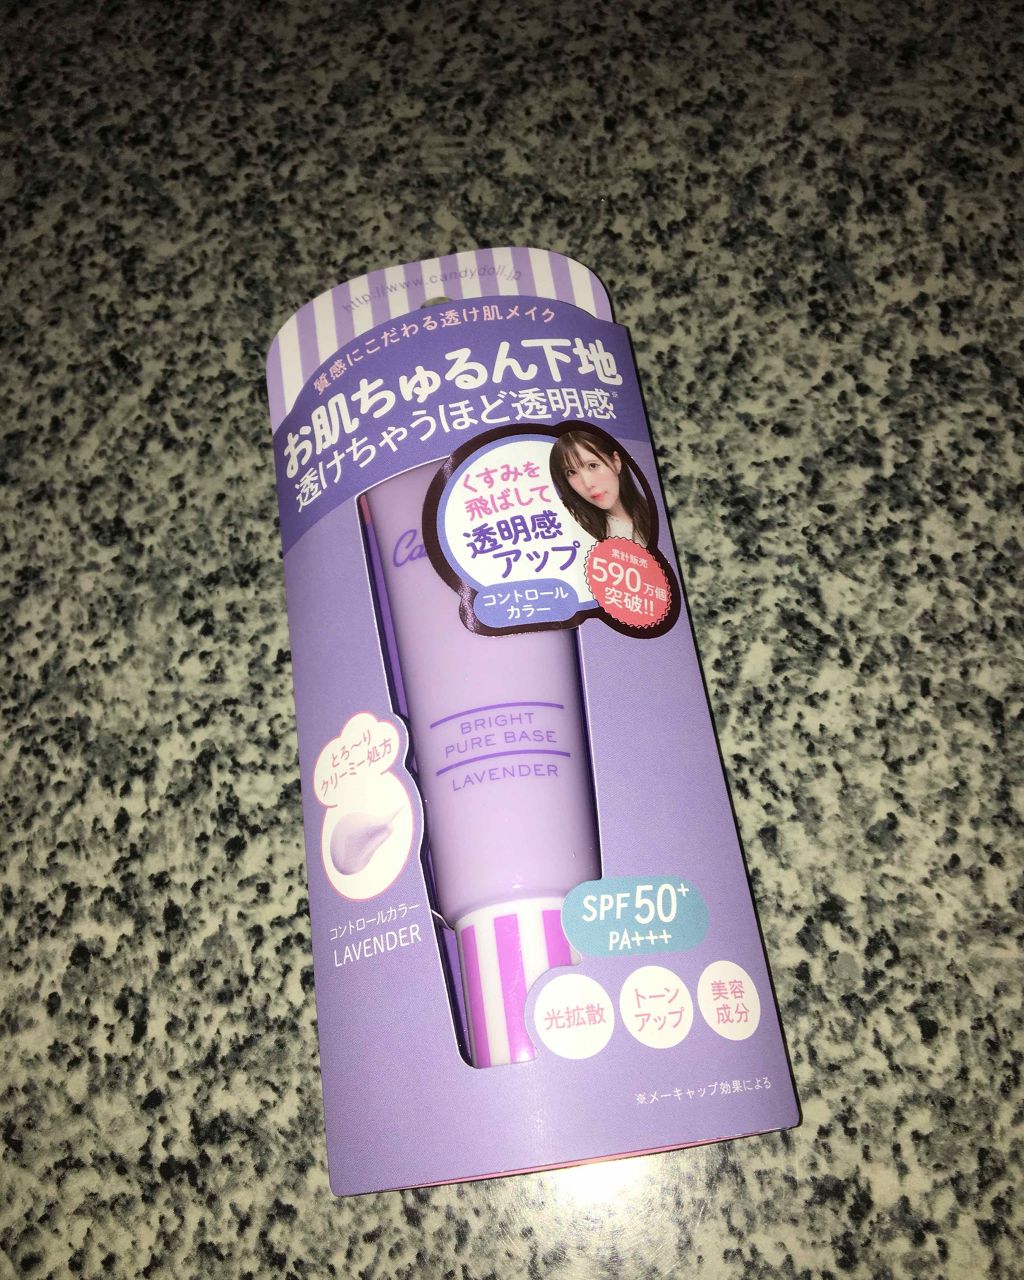 http://www.candydoll.jp
質感にこだわる透け肌メイク
お肌ちゅるん下地
透けちゃうほど透明感※
くすみを
飛ばして
透明感
アップ
コントロール
カラー
累計販売
590万個
突破!!
BRIGHT
PURE BASE
LAVENDER
とろ〜り
クリーミー処方
コントロールカラー
LAVENDER
SPF50+
PA+++
光拡散
トーン
アップ
美容
成分
※メーキャップ効果による